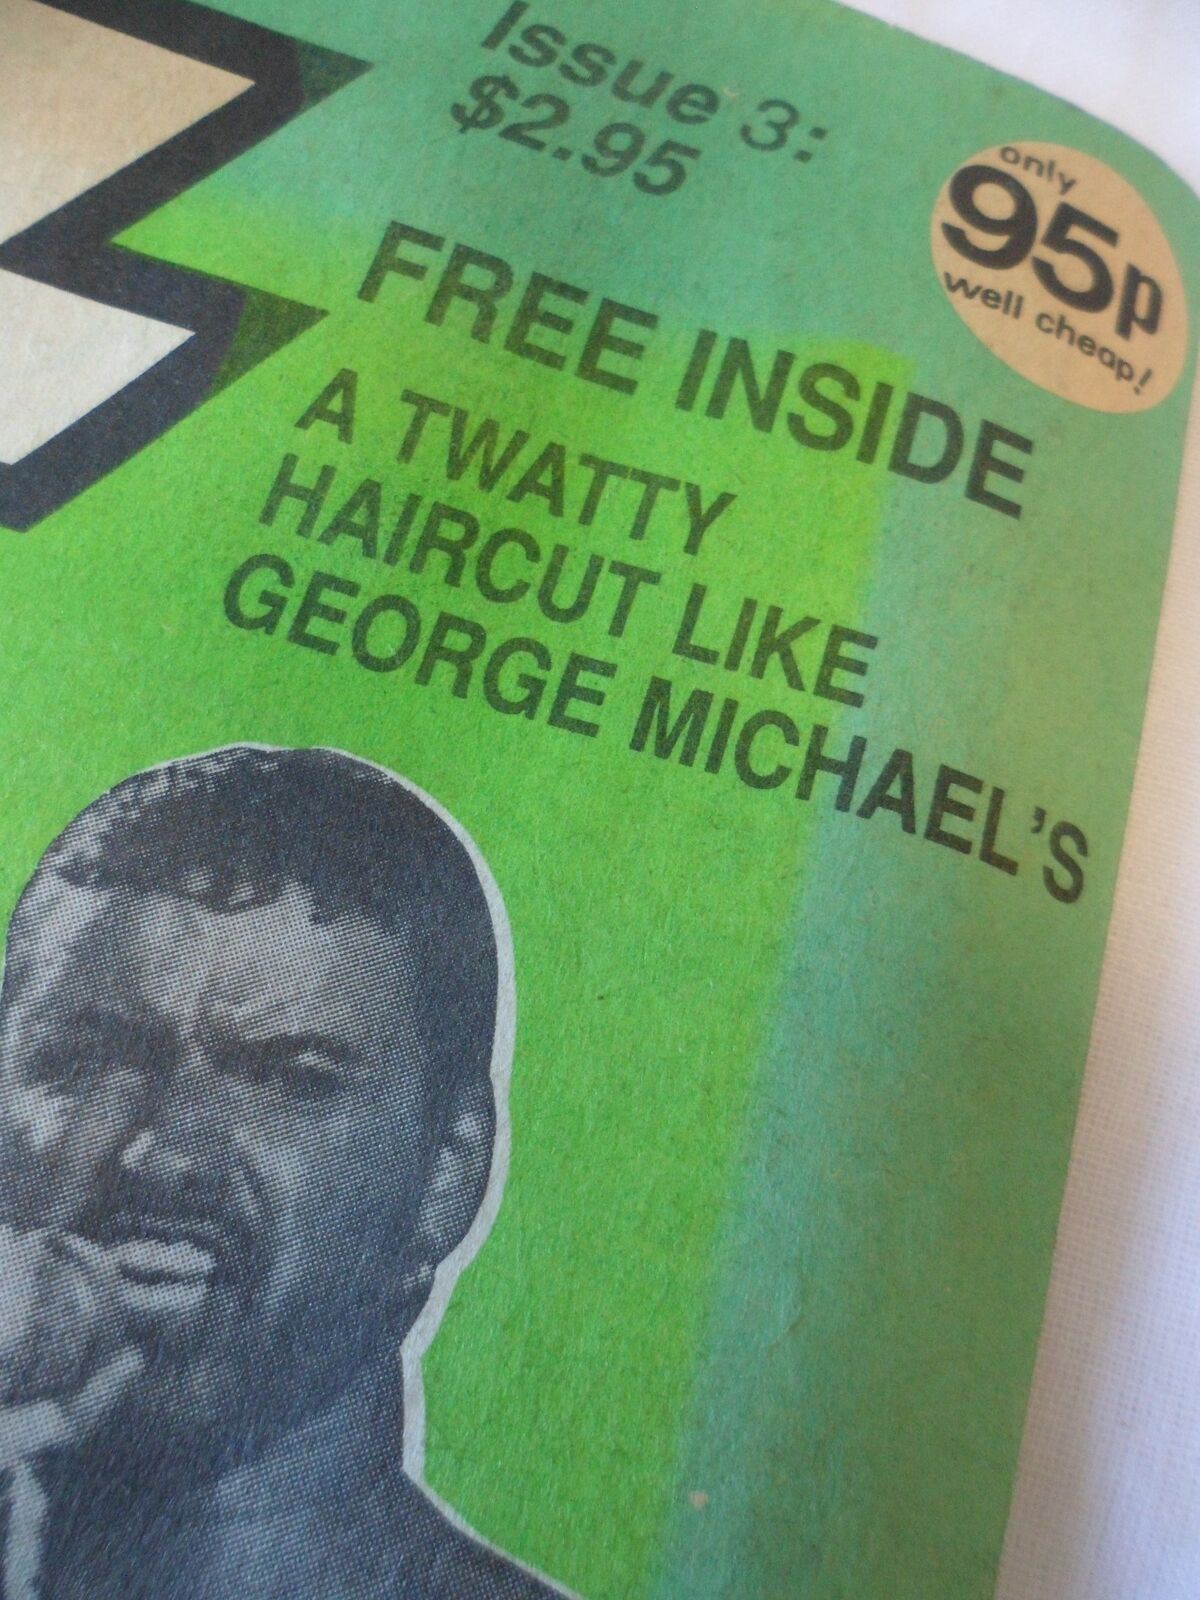 Issue 3:
$2.95
only
95p
well cheap!
FREE INSIDE
A TWATTY
HAIRCUT LIKE
GEORGE MICHAEL'S